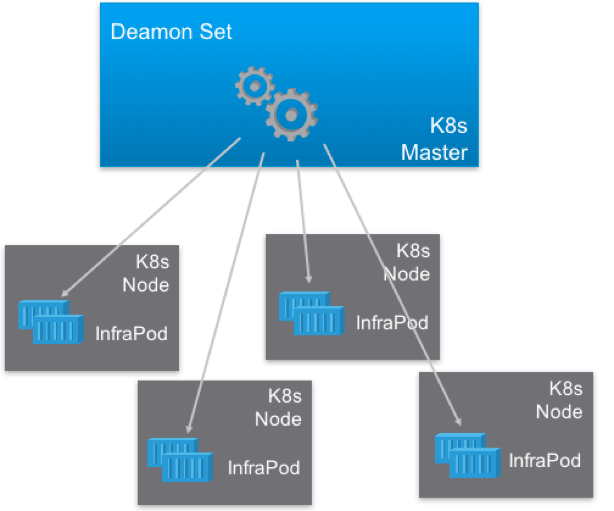 Deamon Set
K8s
Master
K8s
Node
InfraPod
K8s
Node
InfraPod
K8s
Node
InfraPod
K8s
Node
InfraPod